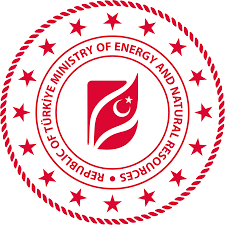 REPUBLIC OF TÜRKİYE MINISTRY OF ENERGY AND NATURAL RESOURCES •